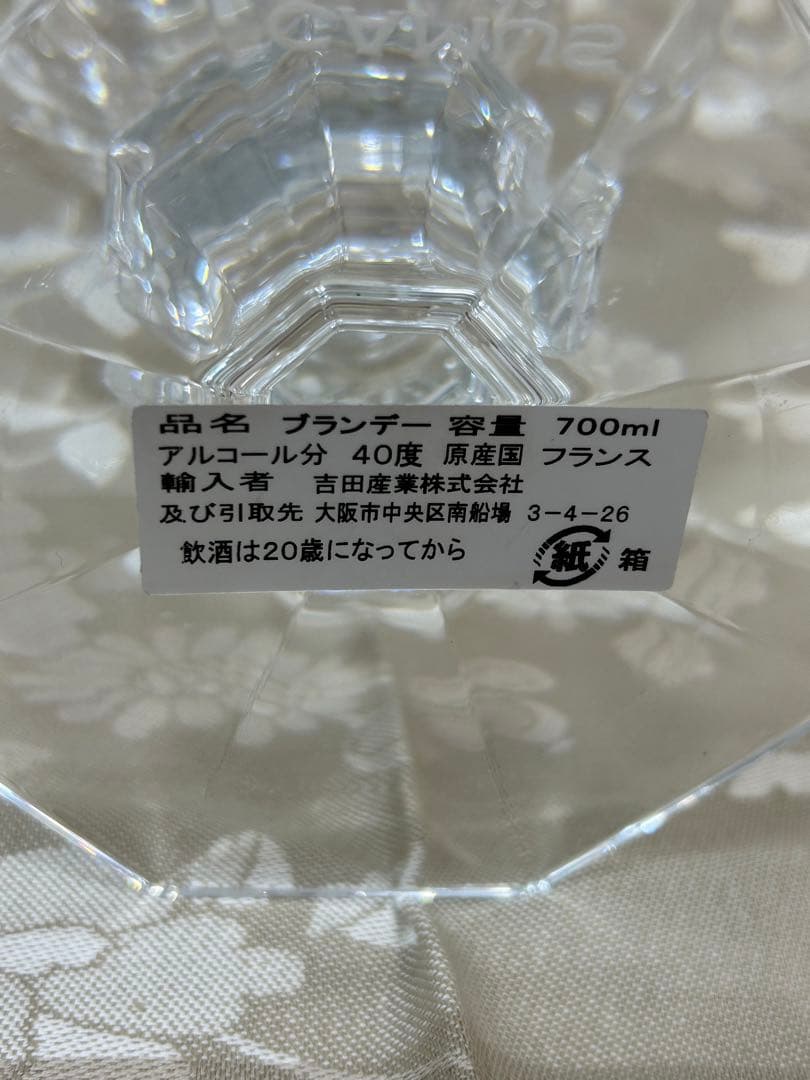 CAMUS
品名 ブランデー 容量 700ml
アルコール分 40度 原産国 フランス
輸入者 吉田産業株式会社
及び引取先 大阪市中央区南船場 3-4-26
飲酒は20歳になってから 紙 箱